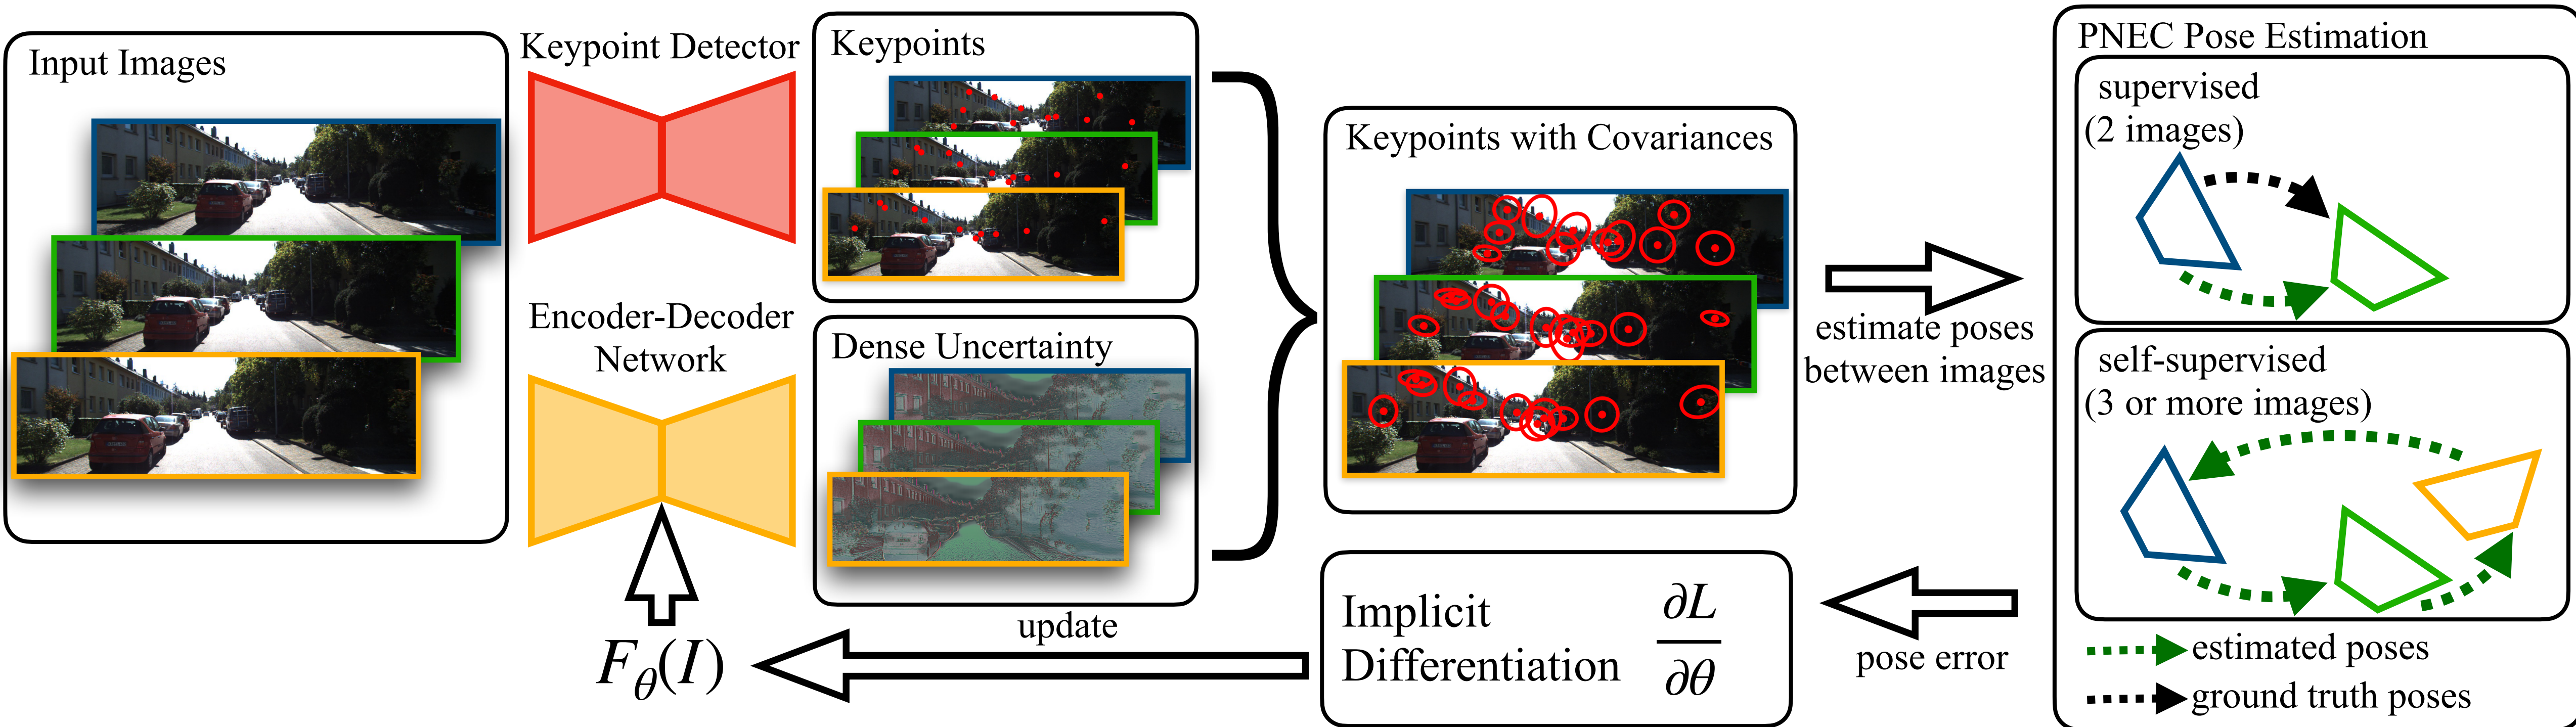 Input Images
Keypoint Detector
Keypoints
Encoder-Decoder
Network
Dense Uncertainty
Keypoints with Covariances
estimate poses
between images
PNEC Pose Estimation
supervised
(2 images)
self-supervised
(3 or more images)
estimated poses
ground truth poses
pose error
Implicit
Differentiation
∂L
∂θ
update
Fθ(I)